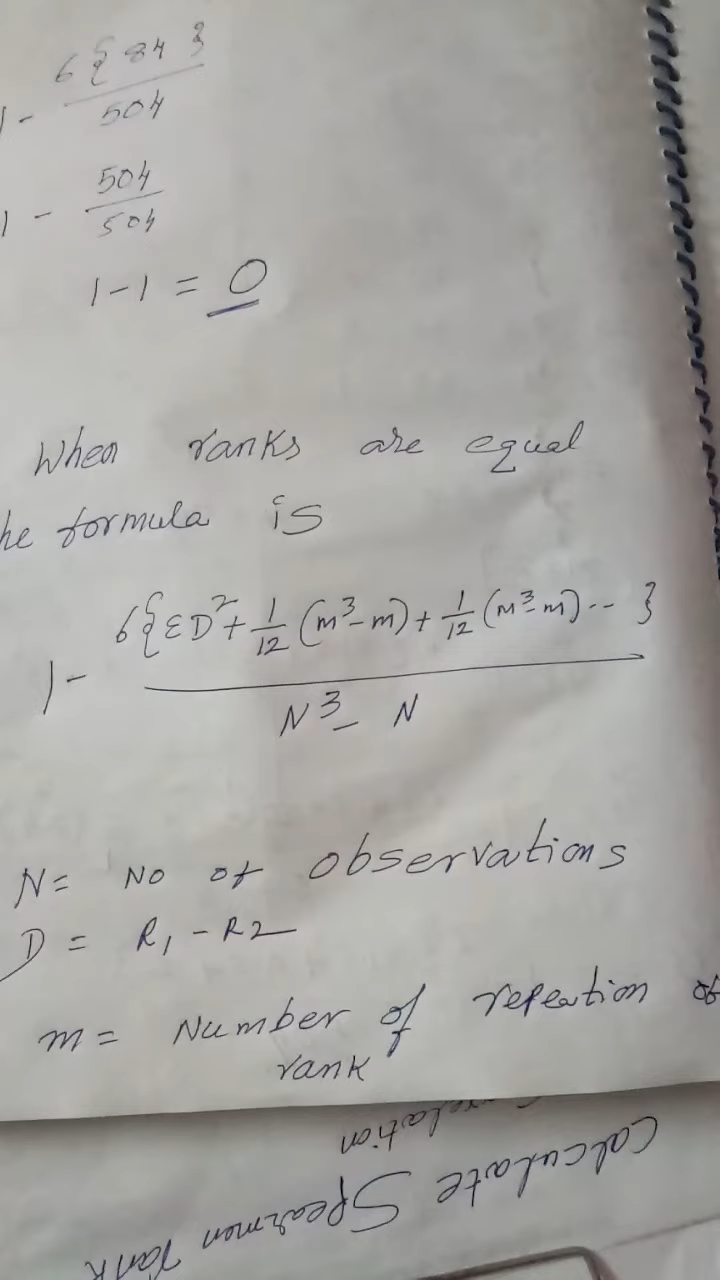 6{84}
1 - ―
504
504
1 - ―
504
1-1 = 0
When ranks are equal
he formula is
6{ΣD²+1/12(m³-m)+1/12(m³-m)--}
1- ―
N³- N
N= NO of observations
D = R₁-R2
m= Number of repeation of
rank
Calculate Spearman rank
relation